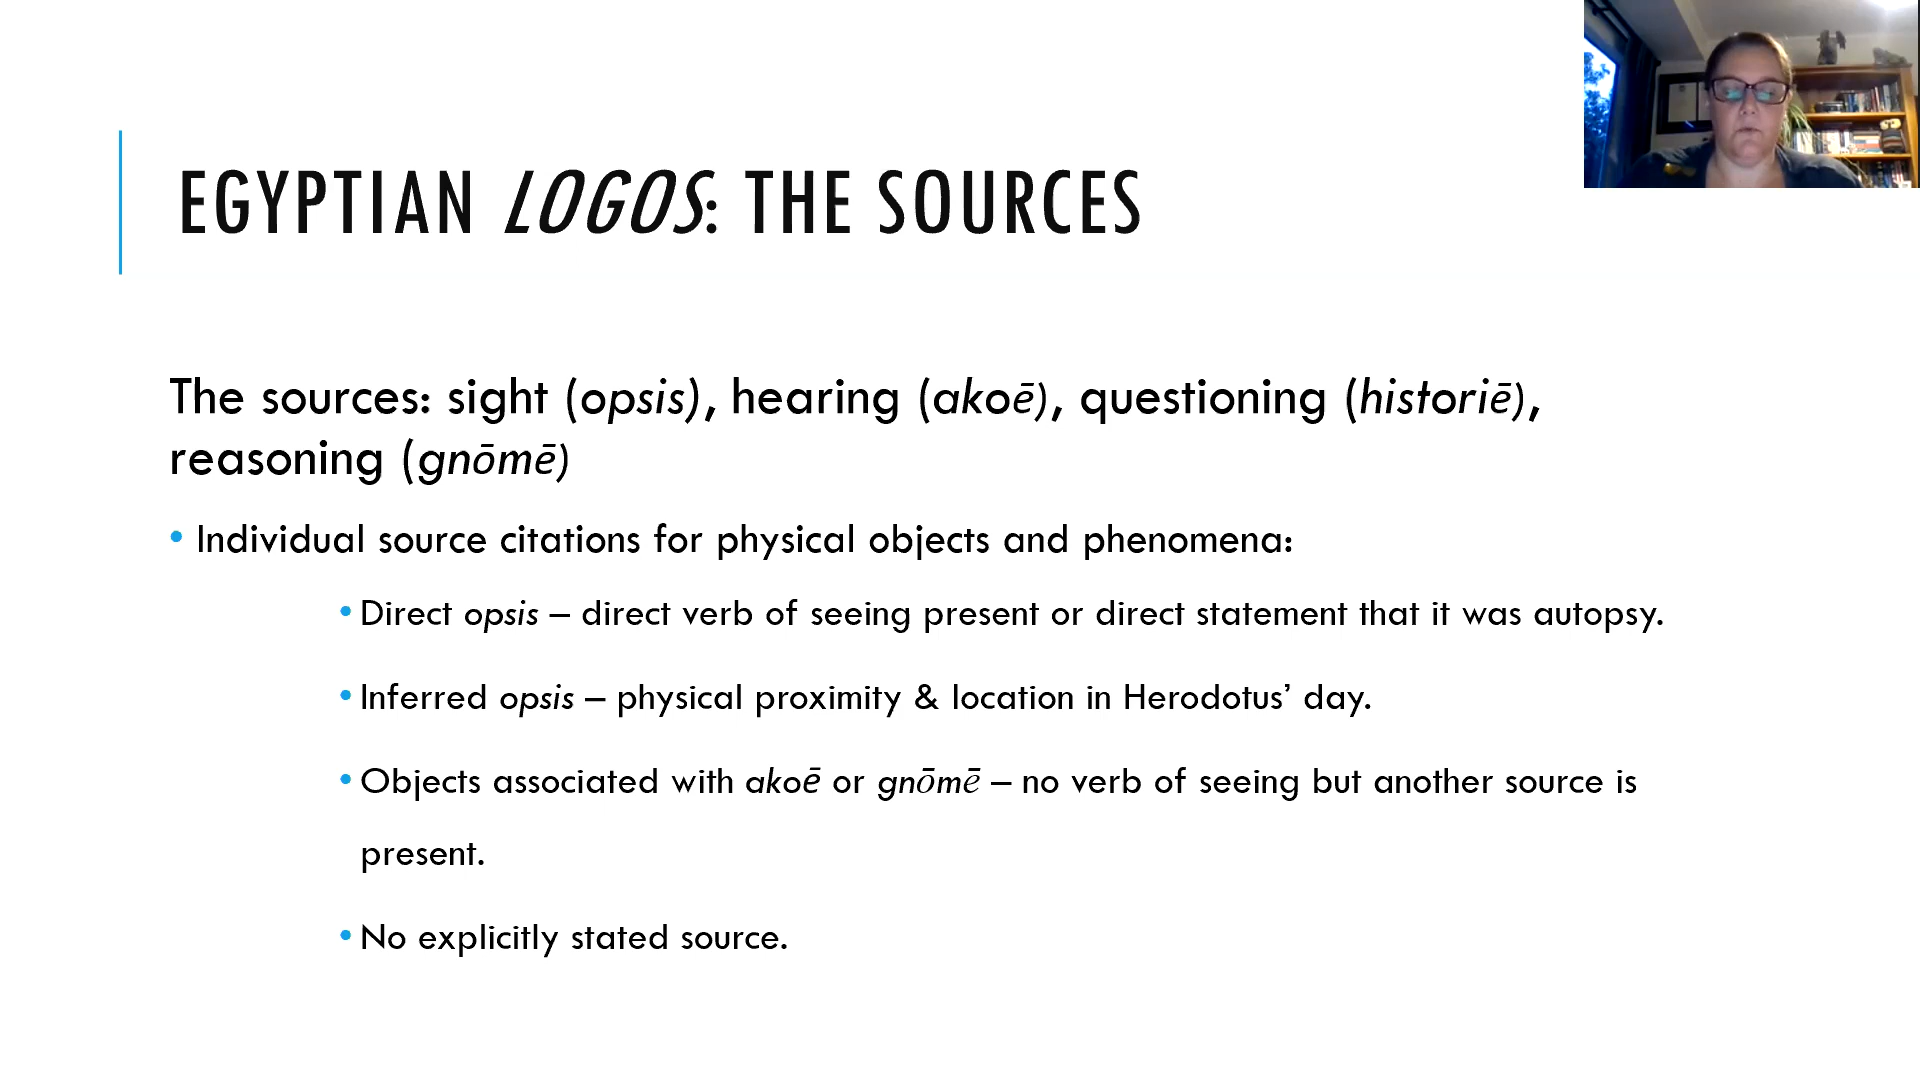 EGYPTIAN LOGOS: THE SOURCES
The sources: sight (opsis), hearing (akoē), questioning (historiē),
reasoning (gnōmē)
• Individual source citations for physical objects and phenomena:
• Direct opsis – direct verb of seeing present or direct statement that it was autopsy.
• Inferred opsis – physical proximity & location in Herodotus’ day.
• Objects associated with akoē or gnōmē – no verb of seeing but another source is
present.
• No explicitly stated source.